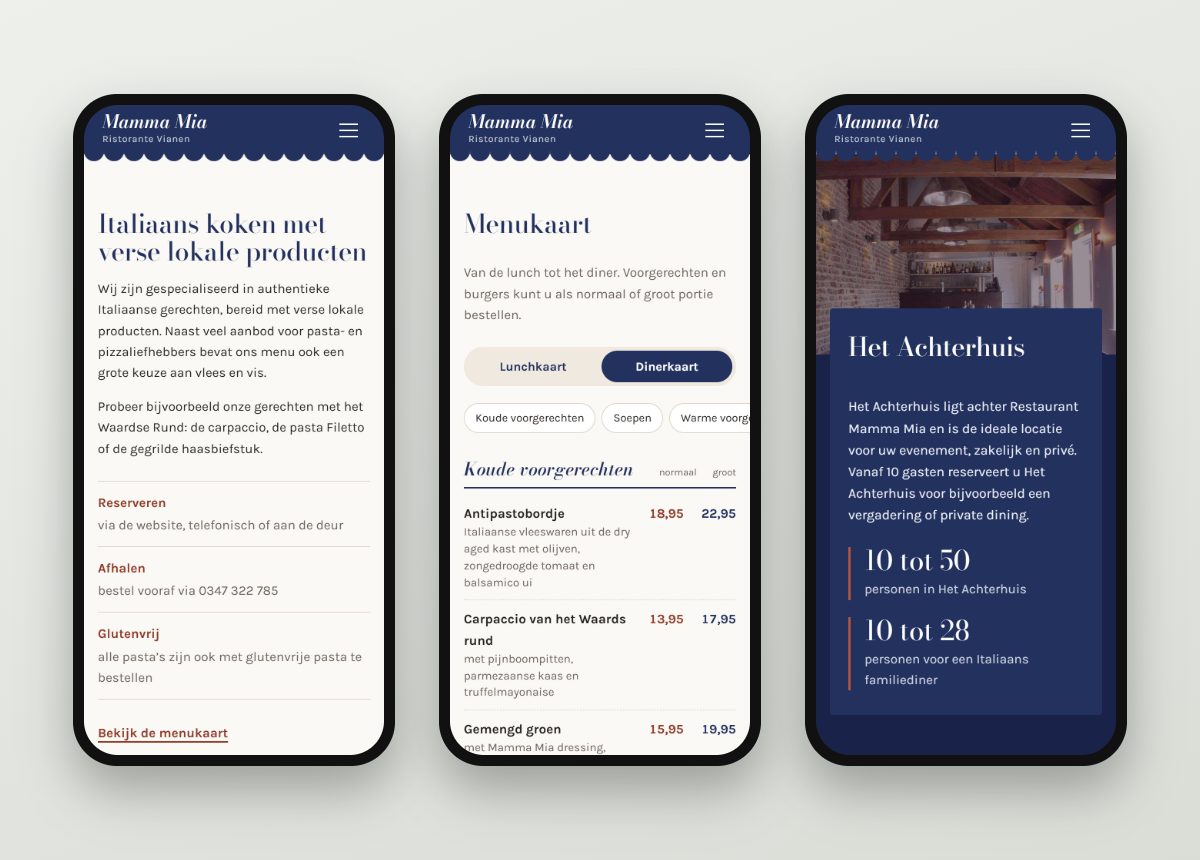 Mamma Mia
Ristorante Vianen
Italiaans koken met
verse lokale producten
Wij zijn gespecialiseerd in authentieke
Italiaanse gerechten, bereid met verse lokale
producten. Naast veel aanbod voor pasta- en
pizzaliefhebbers bevat ons menu ook een
grote keuze aan vlees en vis.
Probeer bijvoorbeeld onze gerechten met het
Waardse Rund: de carpaccio, de pasta Filetto
of de gegrilde haasbiefstuk.
Reserveren
via de website, telefonisch of aan de deur
Afhalen
bestel vooraf via 0347 322 785
Glutenvrij
alle pasta's zijn ook met glutenvrije pasta te
bestellen
Bekijk de menukaart
Mamma Mia
Ristorante Vianen
Menukaart
Van de lunch tot het diner. Voorgerechten en
burgers kunt u als normaal of groot portie
bestellen.
Lunchkaart Dinerkaart
Koude voorgerechten Soepen Warme voorge
Koude voorgerechten normaal groot
Antipastobordje 18,95 22,95
Italiaanse vleeswaren uit de dry
aged kast met olijven,
zongedroogde tomaat en
balsamico ui
Carpaccio van het Waards 13,95 17,95
rund
met pijnboompitten,
parmezaanse kaas en
truffelmayonaise
Gemengd groen 15,95 19,95
met Mamma Mia dressing,
Mamma Mia
Ristorante Vianen
Het Achterhuis
Het Achterhuis ligt achter Restaurant
Mamma Mia en is de ideale locatie
voor uw evenement, zakelijk en privé.
Vanaf 10 gasten reserveert u Het
Achterhuis voor bijvoorbeeld een
vergadering of private dining.
10 tot 50
personen in Het Achterhuis
10 tot 28
personen voor een Italiaans
familiediner